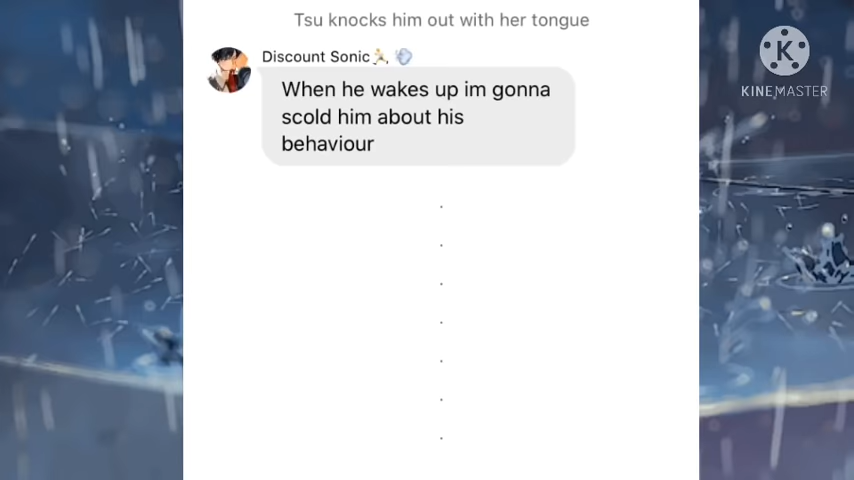 Tsu knocks him out with her tongue
Discount Sonic🏃💨
When he wakes up im gonna
scold him about his
behaviour
.
.
.
.
.
.
.
K
KINEMASTER